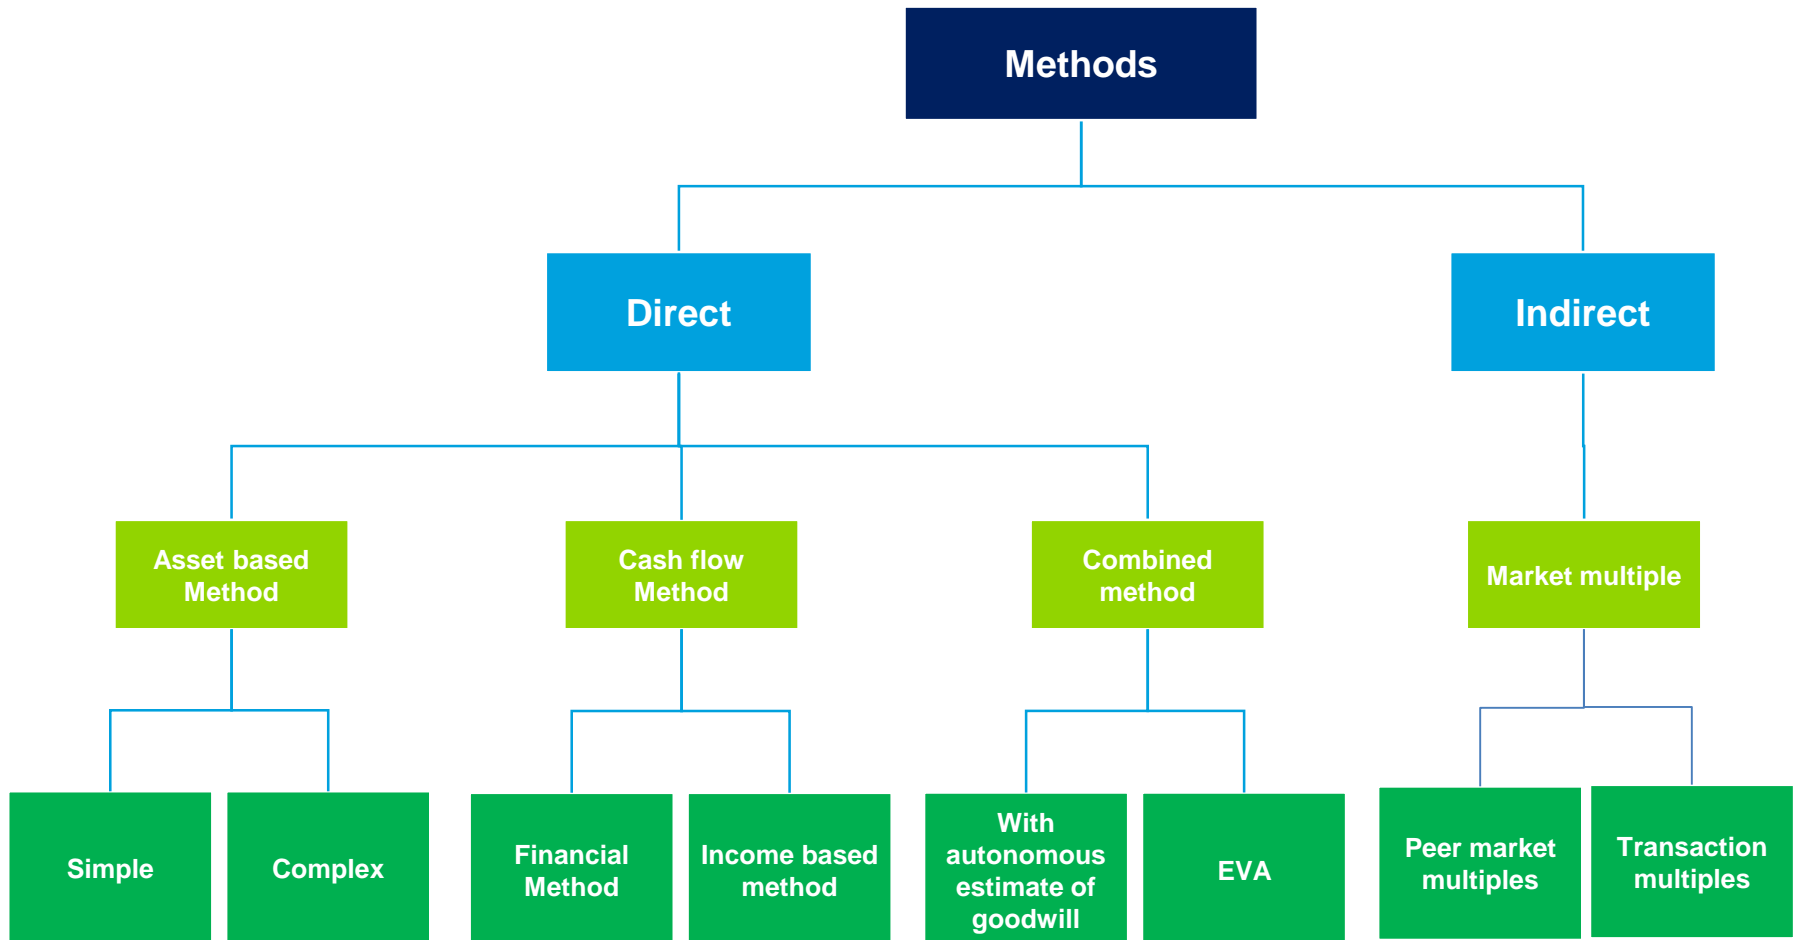 Methods
Direct
Indirect
Asset based
Method
Cash flow
Method
Combined
method
Market multiple
Simple
Complex
Financial
Method
Income based
method
With
autonomous
estimate of
goodwill
EVA
Peer market
multiples
Transaction
multiples